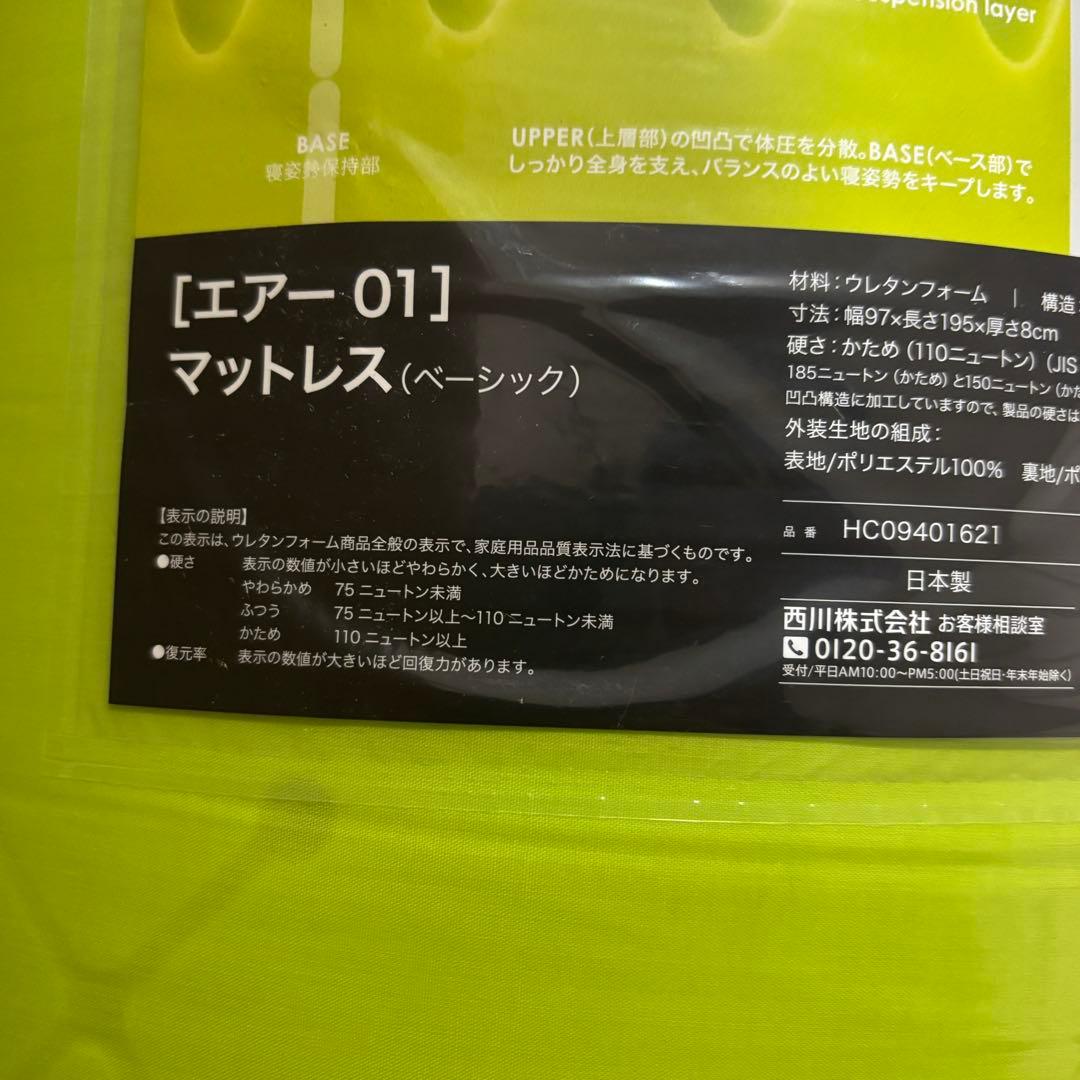 suspension layer
BASE
寝姿勢保持部
UPPER(上層部)の凹凸で体圧を分散。BASE(ベース部)で
しっかり全身を支え、バランスのよい寝姿勢をキープします。
[エアー 01]
マットレス(ベーシック)
材料:ウレタンフォーム | 構造:
寸法:幅97×長さ195×厚さ8cm
硬さ:かため(110ニュートン)(JIS
185ニュートン(かため)と150ニュートン(かた
凹凸構造に加工していますので、製品の硬さは
外装生地の組成:
表地/ポリエステル100% 裏地/ポ
品番 HC09401621
日本製
西川株式会社 お客様相談室
0120-36-8161
受付/平日AM10:00〜PM5:00(土日祝日・年末年始除く)
【表示の説明】
この表示は、ウレタンフォーム商品全般の表示で、家庭用品品質表示法に基づくものです。
●硬さ 表示の数値が小さいほどやわらかく、大きいほどかためになります。
やわらかめ 75 ニュートン未満
ふつう 75 ニュートン以上〜110 ニュートン未満
かため 110 ニュートン以上
●復元率 表示の数値が大きいほど回復力があります。